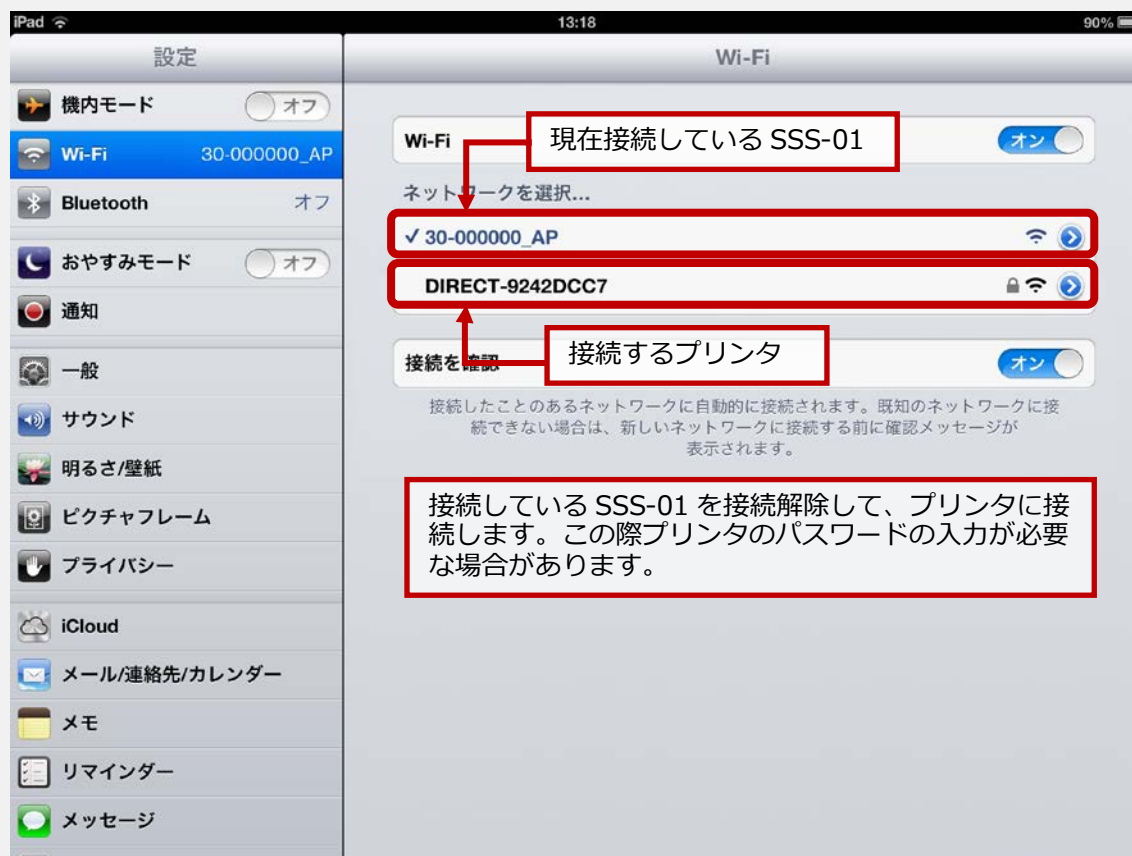 iPad
13:18
90%
設定
機内モード オフ
Wi-Fi 30-000000_AP
Bluetooth オフ
おやすみモード オフ
通知
一般
サウンド
明るさ/壁紙
ピクチャフレーム
プライバシー
iCloud
メール/連絡先/カレンダー
メモ
リマインダー
メッセージ
Wi-Fi
Wi-Fi オン
現在接続している SSS-01
ネットワークを選択...
✓ 30-000000_AP
DIRECT-9242DCC7
接続するプリンタ
接続を確認 オン
接続したことのあるネットワークに自動的に接続されます。既知のネットワークに接
続できない場合は、新しいネットワークに接続する前に確認メッセージが
表示されます。
接続している SSS-01 を接続解除して、プリンタに接
続します。この際プリンタのパスワードの入力が必要
な場合があります。